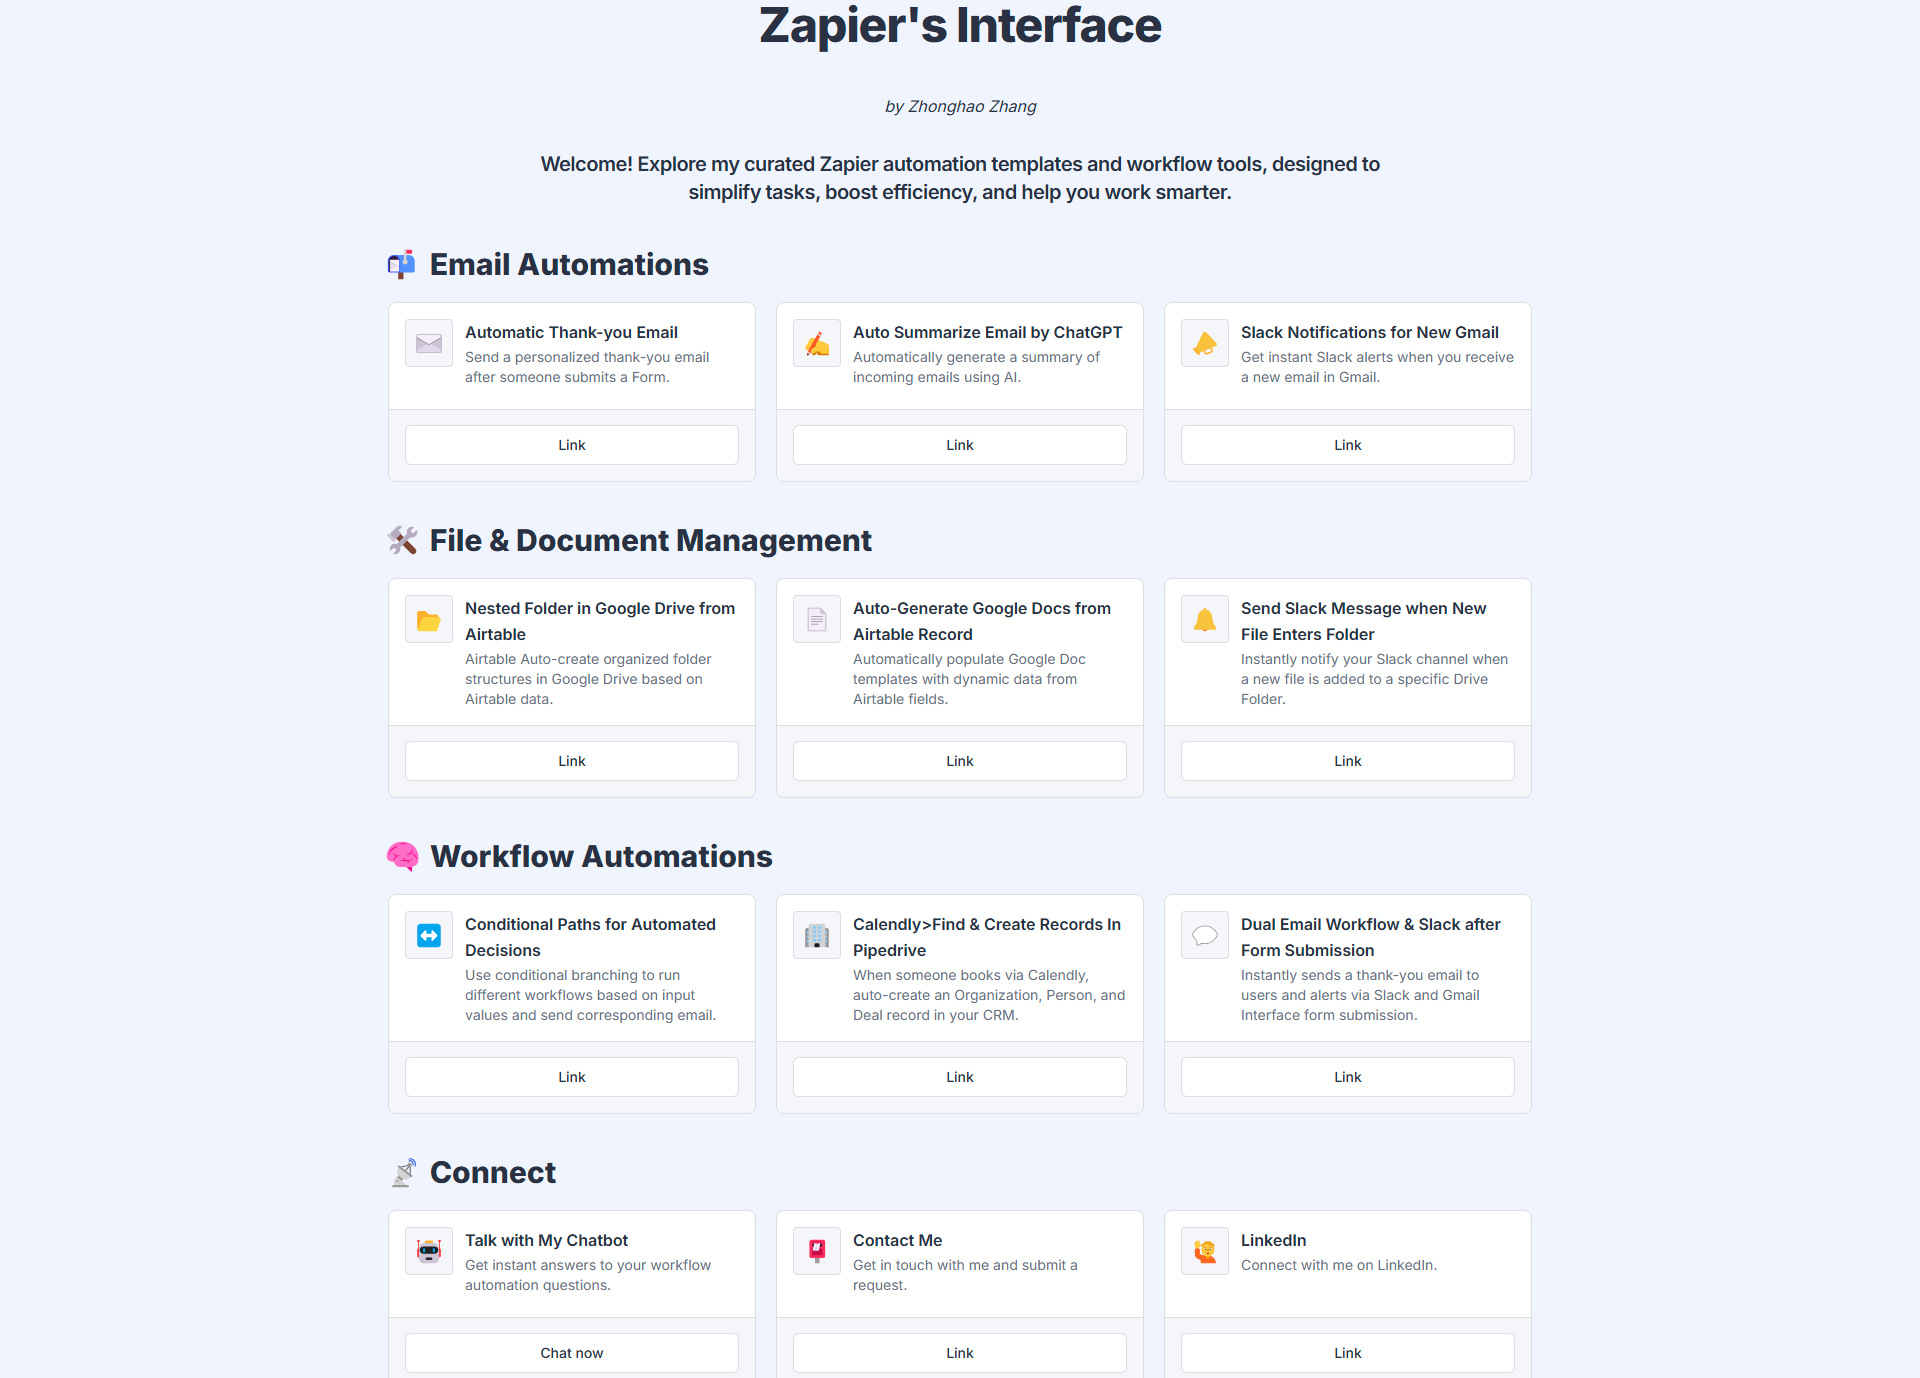 Zapier's Interface
by Zhonghao Zhang
Welcome! Explore my curated Zapier automation templates and workflow tools, designed to
simplify tasks, boost efficiency, and help you work smarter.
Email Automations
Automatic Thank-you Email
Send a personalized thank-you email
after someone submits a Form.
Link
Auto Summarize Email by ChatGPT
Automatically generate a summary of
incoming emails using AI.
Link
Slack Notifications for New Gmail
Get instant Slack alerts when you receive
a new email in Gmail.
Link
File & Document Management
Nested Folder in Google Drive from
Airtable
Airtable Auto-create organized folder
structures in Google Drive based on
Airtable data.
Link
Auto-Generate Google Docs from
Airtable Record
Automatically populate Google Doc
templates with dynamic data from
Airtable fields.
Link
Send Slack Message when New
File Enters Folder
Instantly notify your Slack channel when
a new file is added to a specific Drive
Folder.
Link
Workflow Automations
Conditional Paths for Automated
Decisions
Use conditional branching to run
different workflows based on input
values and send corresponding email.
Link
Calendly>Find & Create Records In
Pipedrive
When someone books via Calendly,
auto-create an Organization, Person, and
Deal record in your CRM.
Link
Dual Email Workflow & Slack after
Form Submission
Instantly sends a thank-you email to
users and alerts via Slack and Gmail
Interface form submission.
Link
Connect
Talk with My Chatbot
Get instant answers to your workflow
automation questions.
Chat now
Contact Me
Get in touch with me and submit a
request.
Link
LinkedIn
Connect with me on LinkedIn.
Link